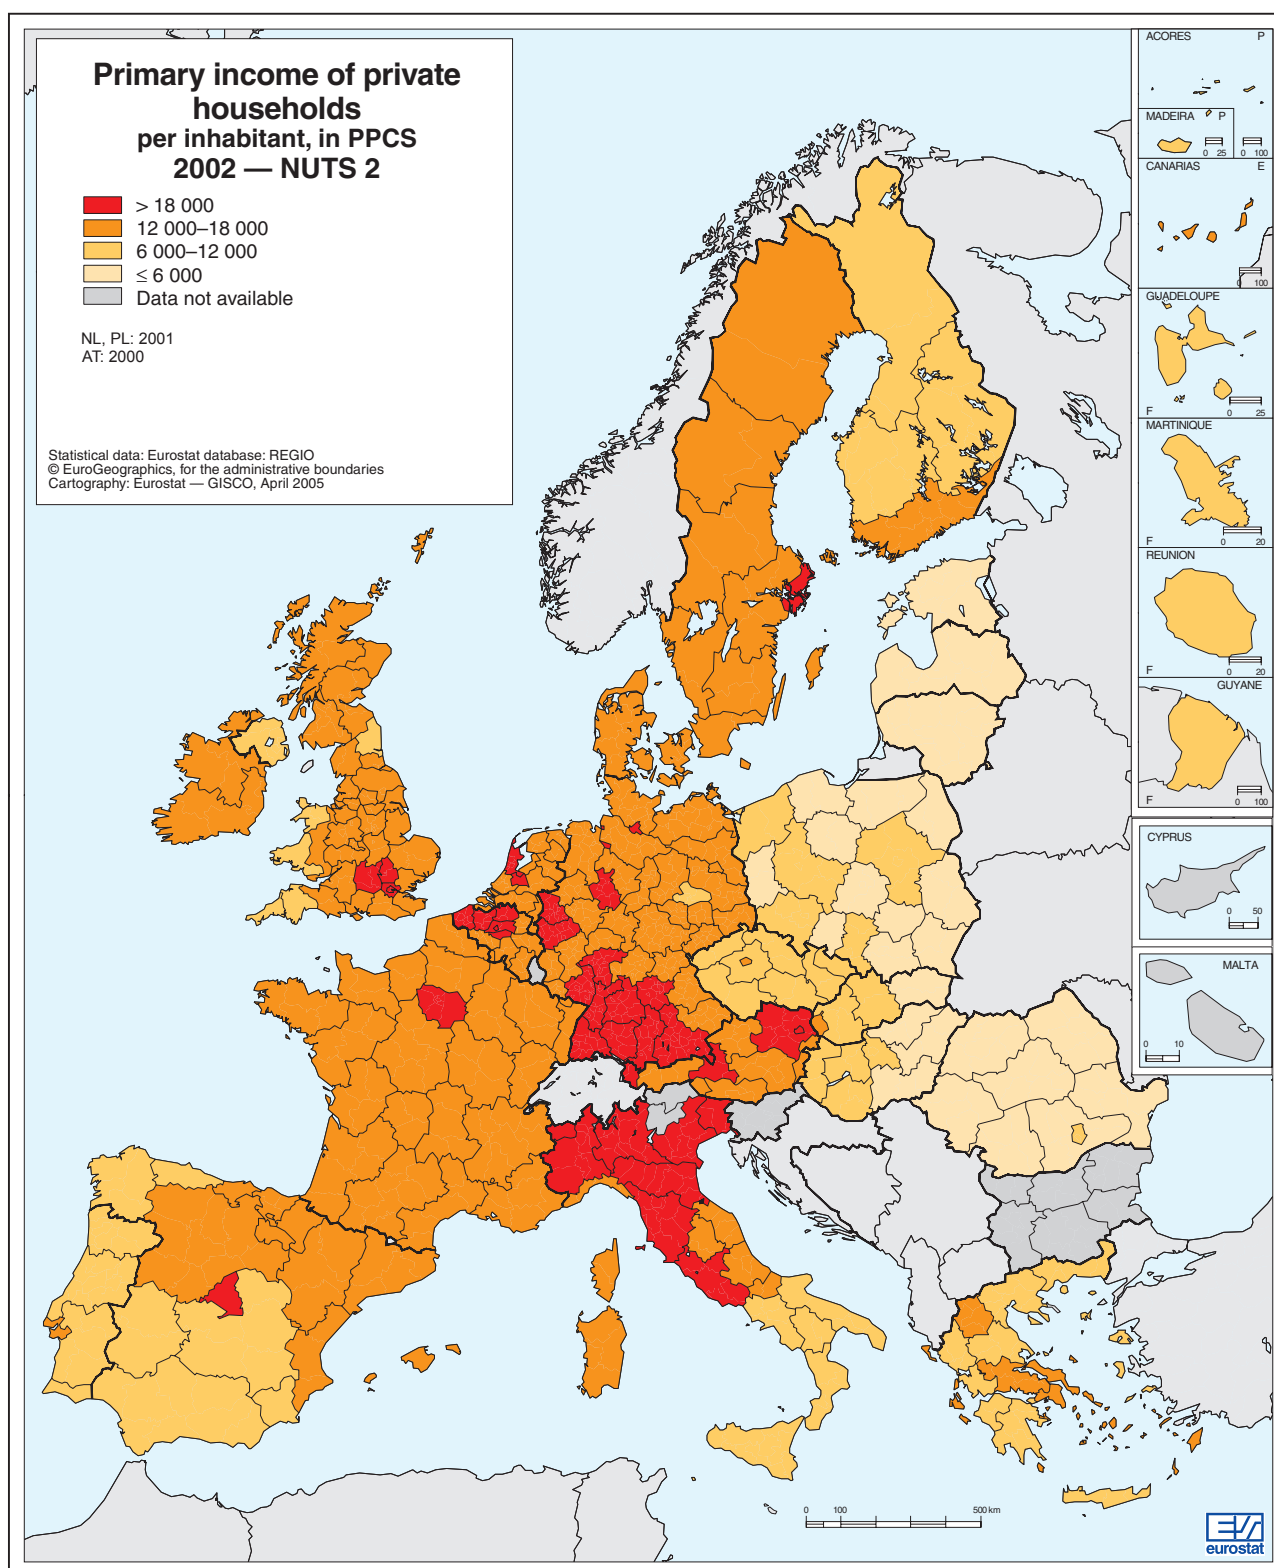 Primary income of private
households
per inhabitant, in PPCS
2002 — NUTS 2
> 18 000
12 000–18 000
6 000–12 000
≤ 6 000
Data not available
NL, PL: 2001
AT: 2000
Statistical data: Eurostat database: REGIO
© EuroGeographics, for the administrative boundaries
Cartography: Eurostat — GISCO, April 2005
ACORES P
MADEIRA P
0 25 0 100
CANARIAS E
0 100
GUADELOUPE
F 0 25
MARTINIQUE
F 0 20
REUNION
F 0 20
GUYANE
F 0 100
CYPRUS
0 50
MALTA
0 10
0 100 500 km
eurostat